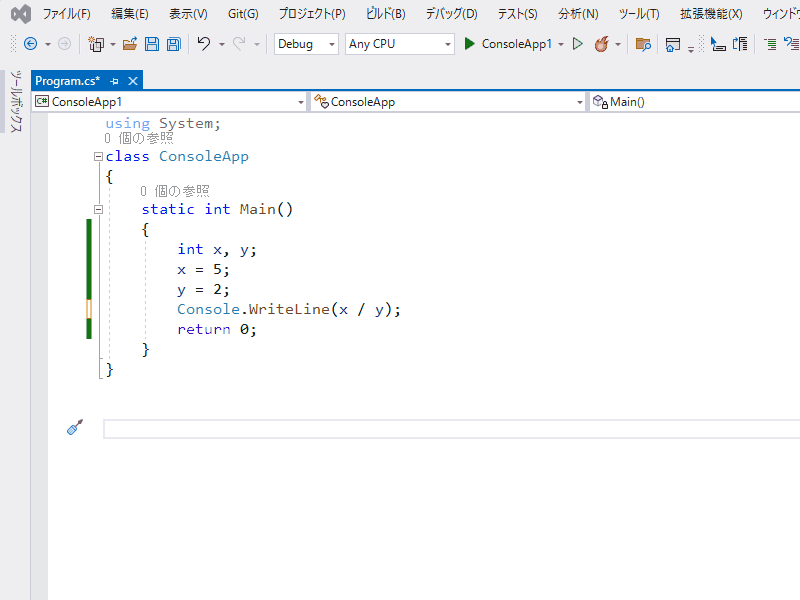 ファイル(F) 編集(E) 表示(V) Git(G) プロジェクト(P) ビルド(B) デバッグ(D) テスト(S) 分析(N) ツール(T) 拡張機能(X) ウィンドウ
Debug Any CPU ConsoleApp1
ツールボックス
Program.cs*
C# ConsoleApp1 ConsoleApp Main()
using System;
0 個の参照
class ConsoleApp
{
0 個の参照
static int Main()
{
int x, y;
x = 5;
y = 2;
Console.WriteLine(x / y);
return 0;
}
}